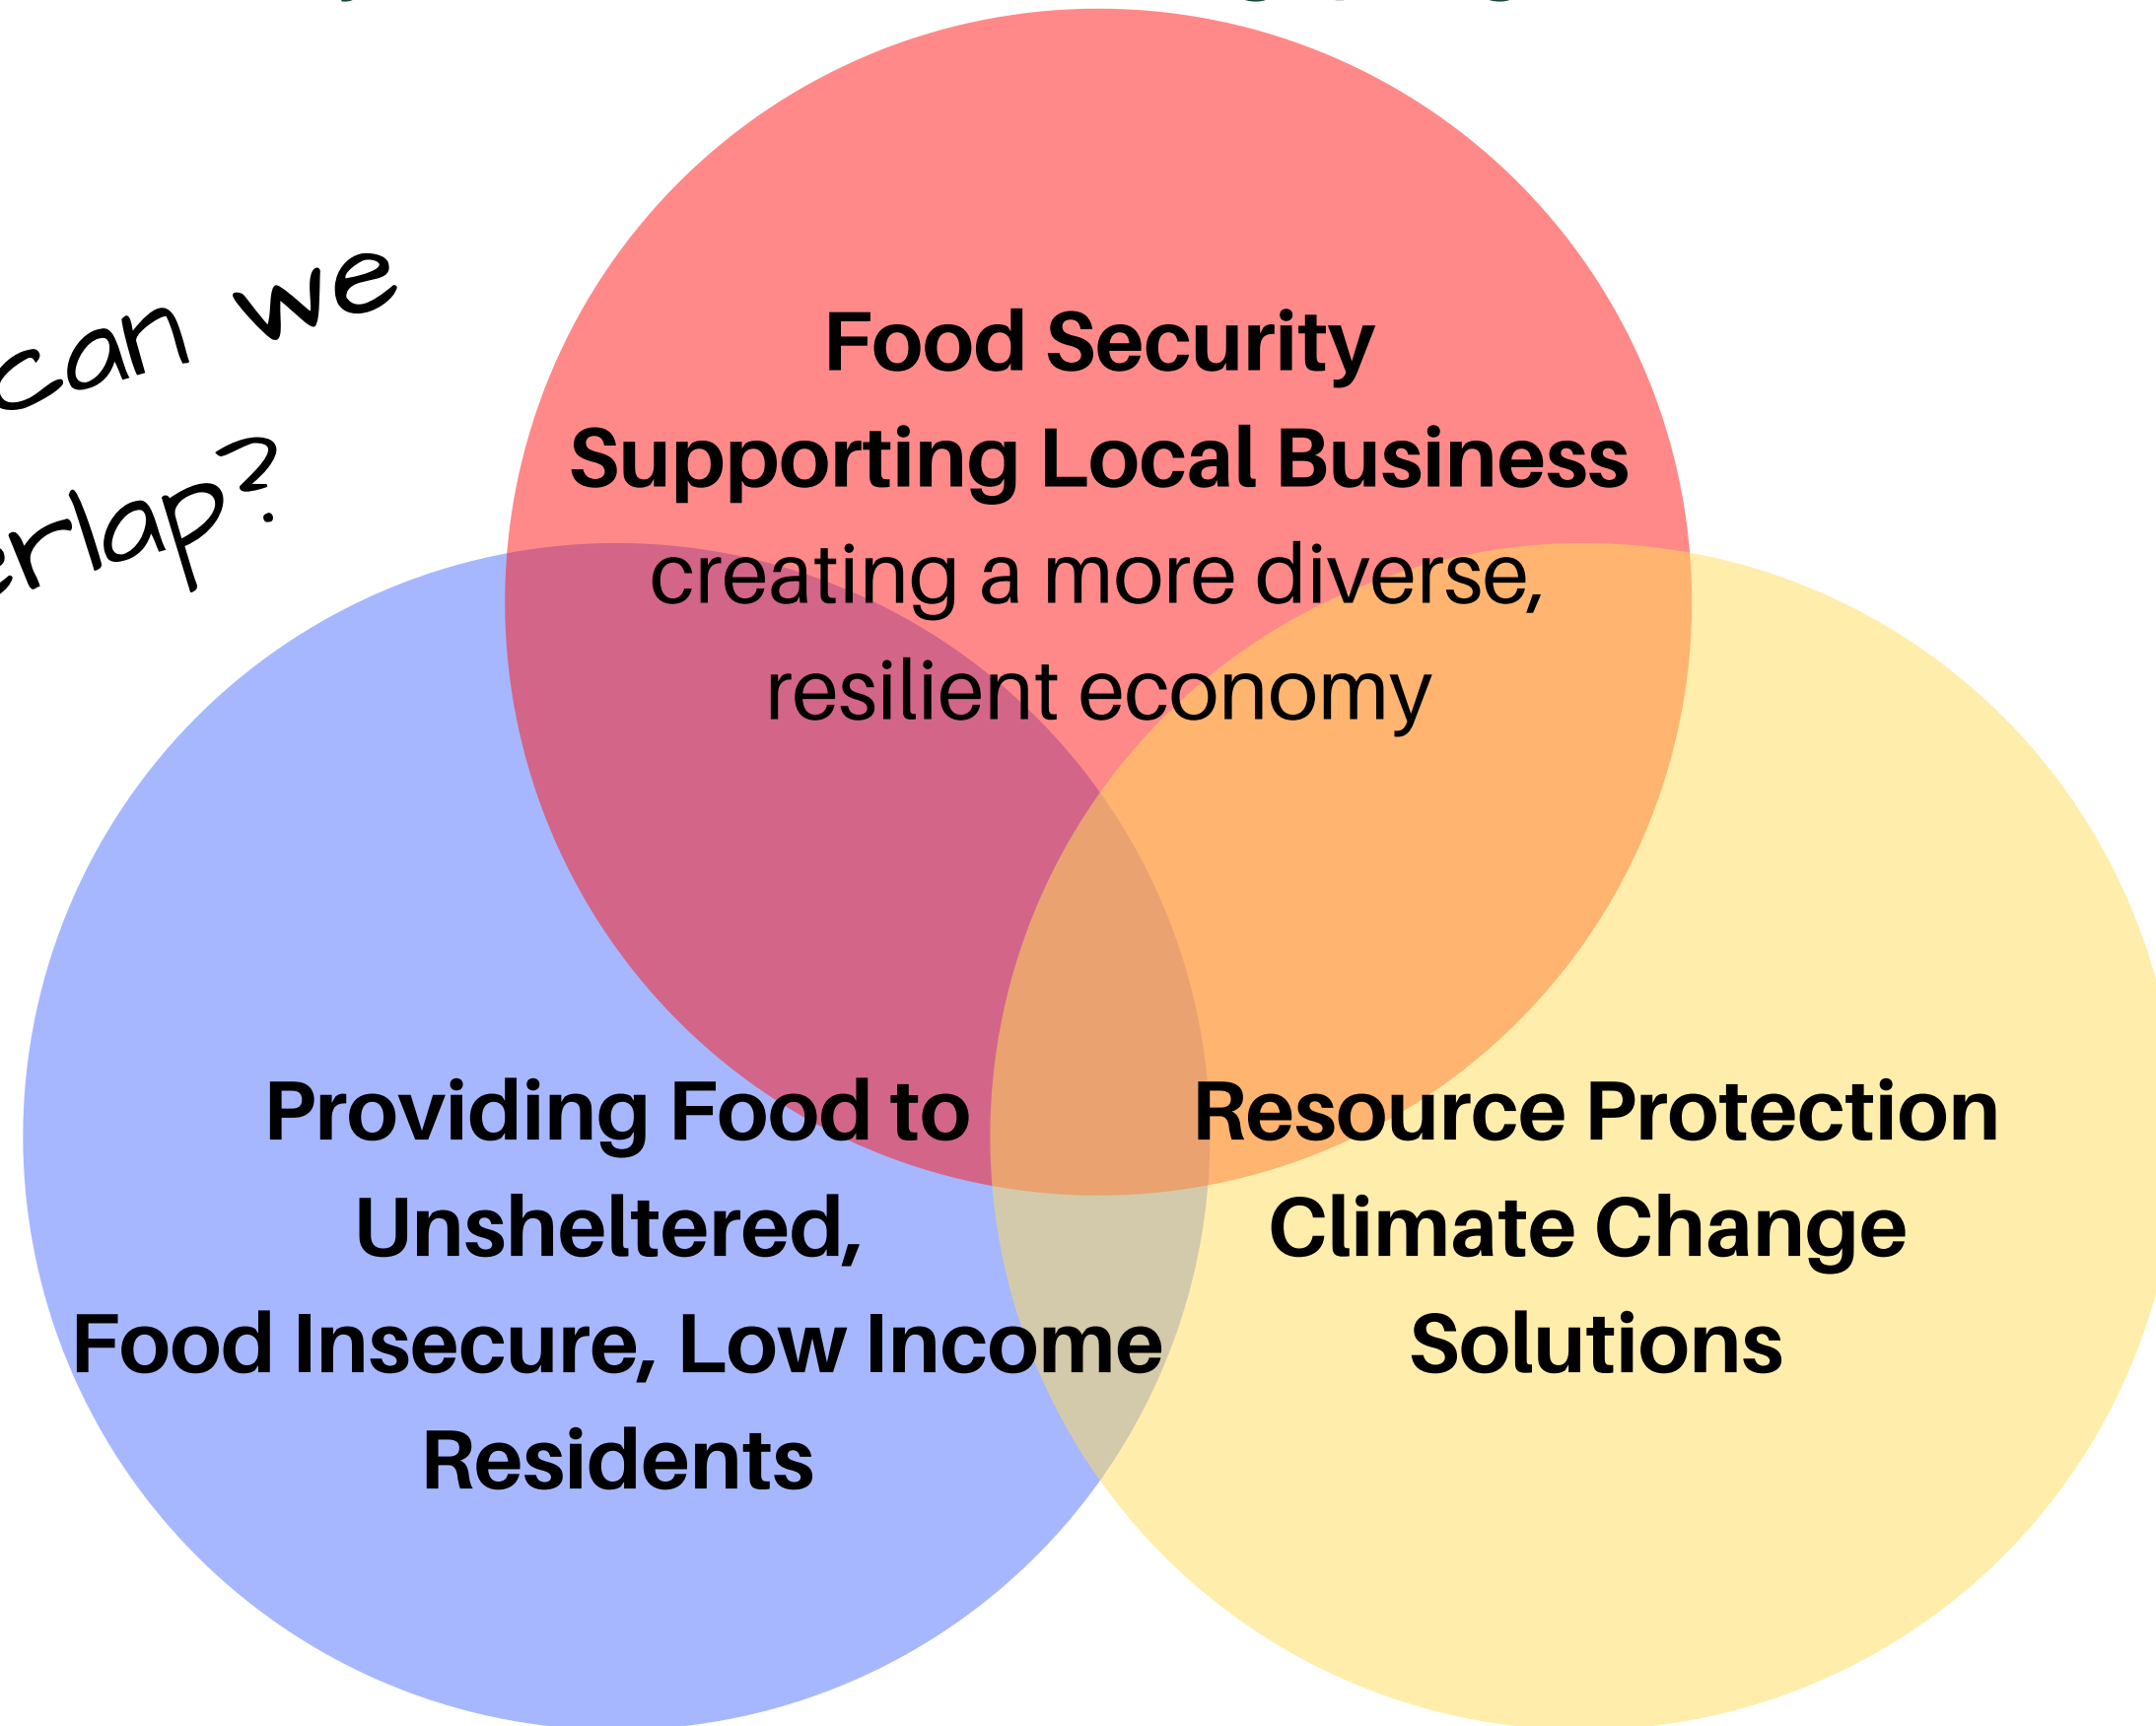 can we
Food Security
Supporting Local Business
creating a more diverse,
resilient economy
Providing Food to
Unsheltered,
Food Insecure, Low Income
Residents
Resource Protection
Climate Change
Solutions